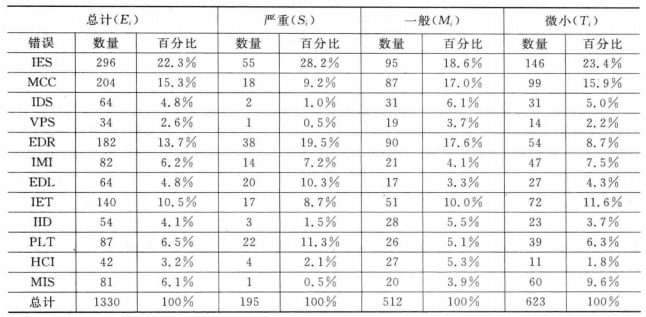 总计(Ei) 严重(Si) 一般(Mi) 微小(Ti)
错误 数量 百分比 数量 百分比 数量 百分比 数量 百分比
IES 296 22.3% 55 28.2% 95 18.6% 146 23.4%
MCC 204 15.3% 18 9.2% 87 17.0% 99 15.9%
IDS 64 4.8% 2 1.0% 31 6.1% 31 5.0%
VPS 34 2.6% 1 0.5% 19 3.7% 14 2.2%
EDR 182 13.7% 38 19.5% 90 17.6% 54 8.7%
IMI 82 6.2% 14 7.2% 21 4.1% 47 7.5%
EDL 64 4.8% 20 10.3% 17 3.3% 27 4.3%
IET 140 10.5% 17 8.7% 51 10.0% 72 11.6%
IID 54 4.1% 3 1.5% 28 5.5% 23 3.7%
PLT 87 6.5% 22 11.3% 26 5.1% 39 6.3%
HCI 42 3.2% 4 2.1% 27 5.3% 11 1.8%
MIS 81 6.1% 1 0.5% 20 3.9% 60 9.6%
总计 1330 100% 195 100% 512 100% 623 100%